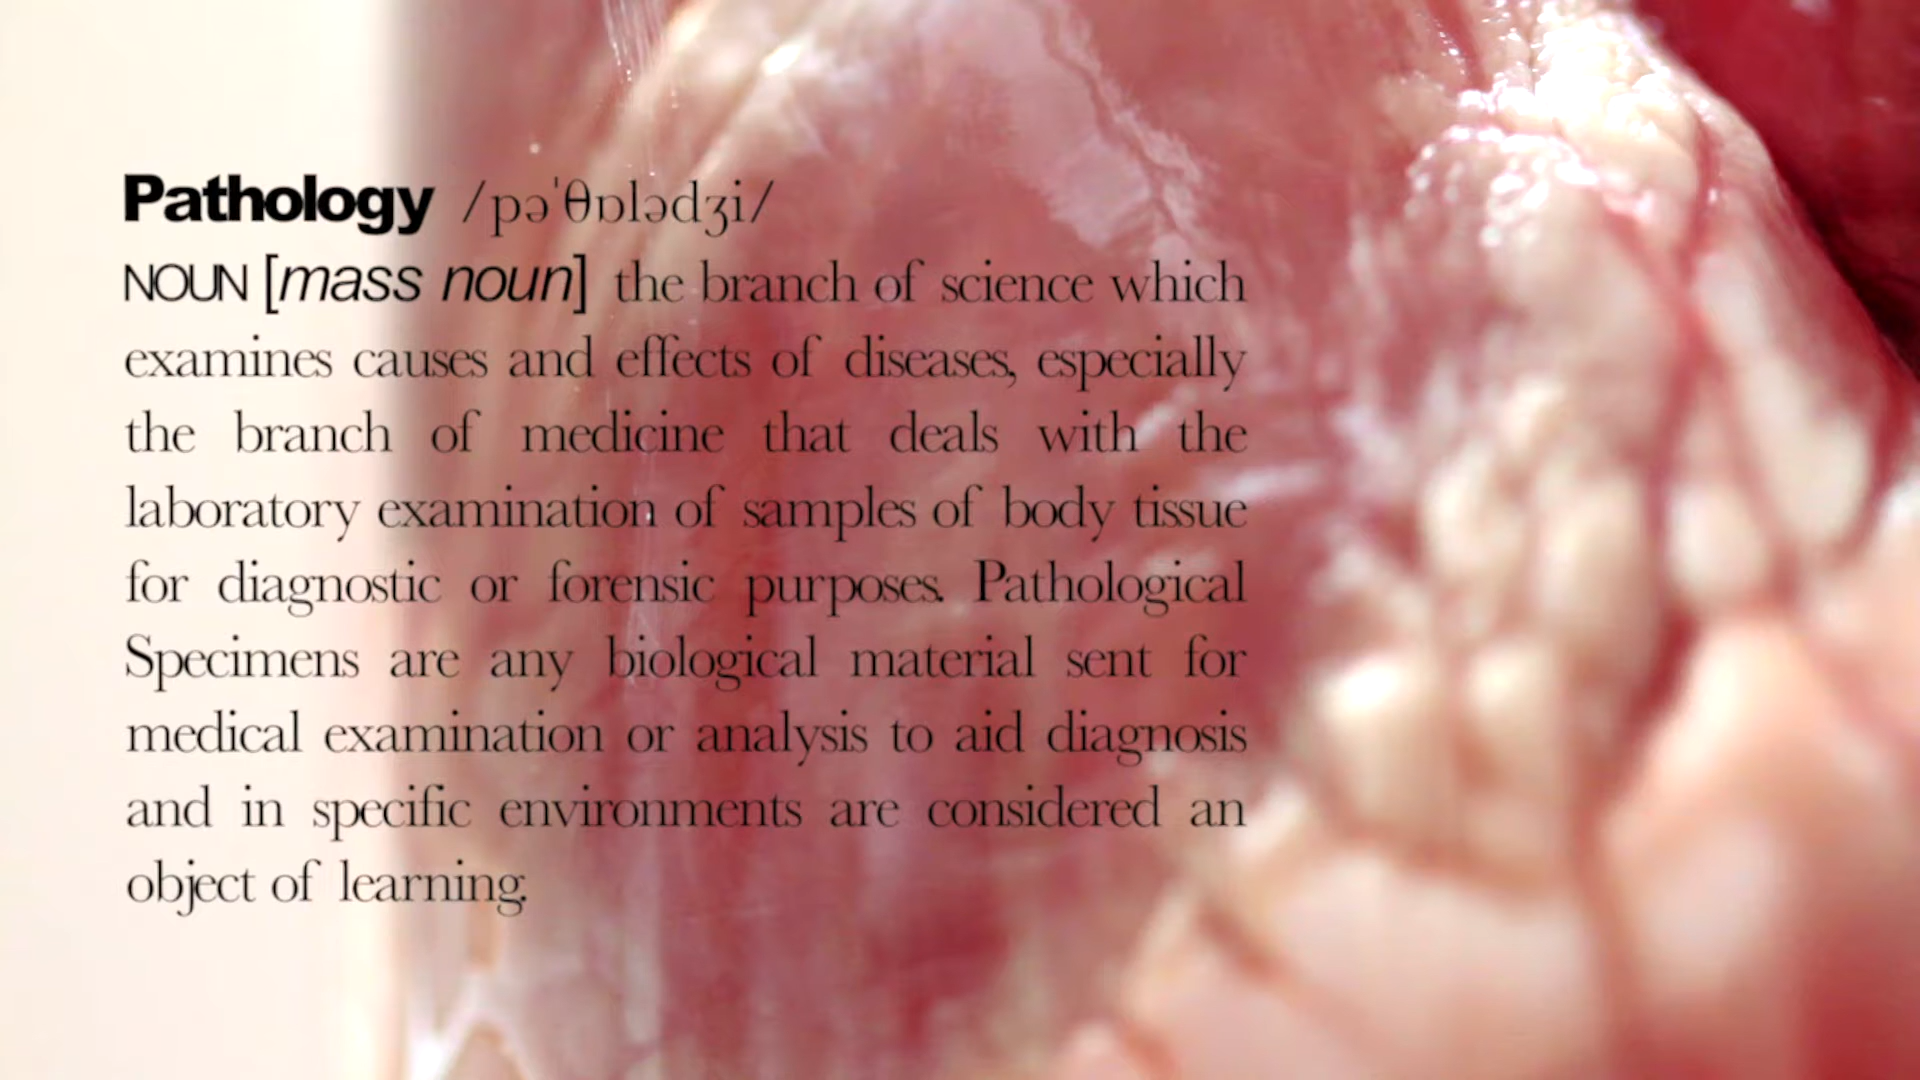 Pathology /pəˈθɒlədʒi/
NOUN [mass noun] the branch of science which
examines causes and effects of diseases, especially
the branch of medicine that deals with the
laboratory examination of samples of body tissue
for diagnostic or forensic purposes. Pathological
Specimens are any biological material sent for
medical examination or analysis to aid diagnosis
and in specific environments are considered an
object of learning.